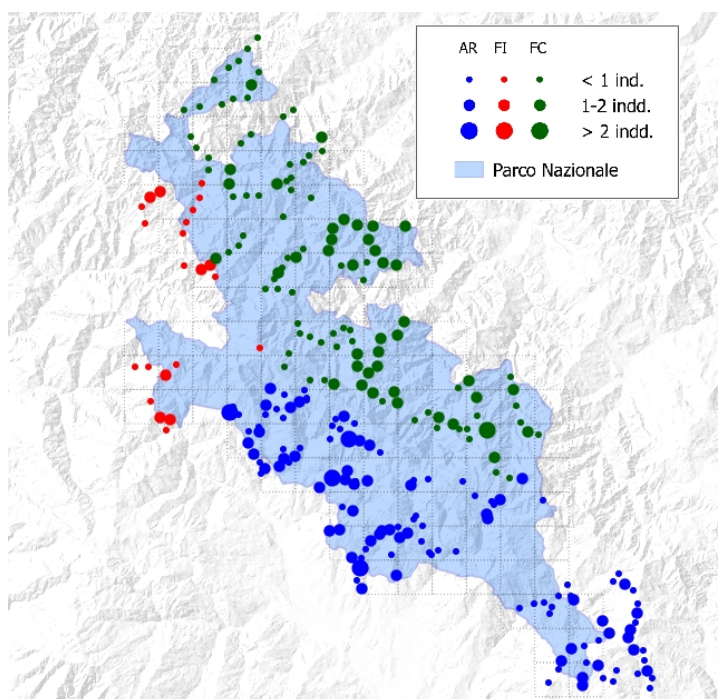 AR FI FC
< 1 ind.
1-2 indd.
> 2 indd.
Parco Nazionale